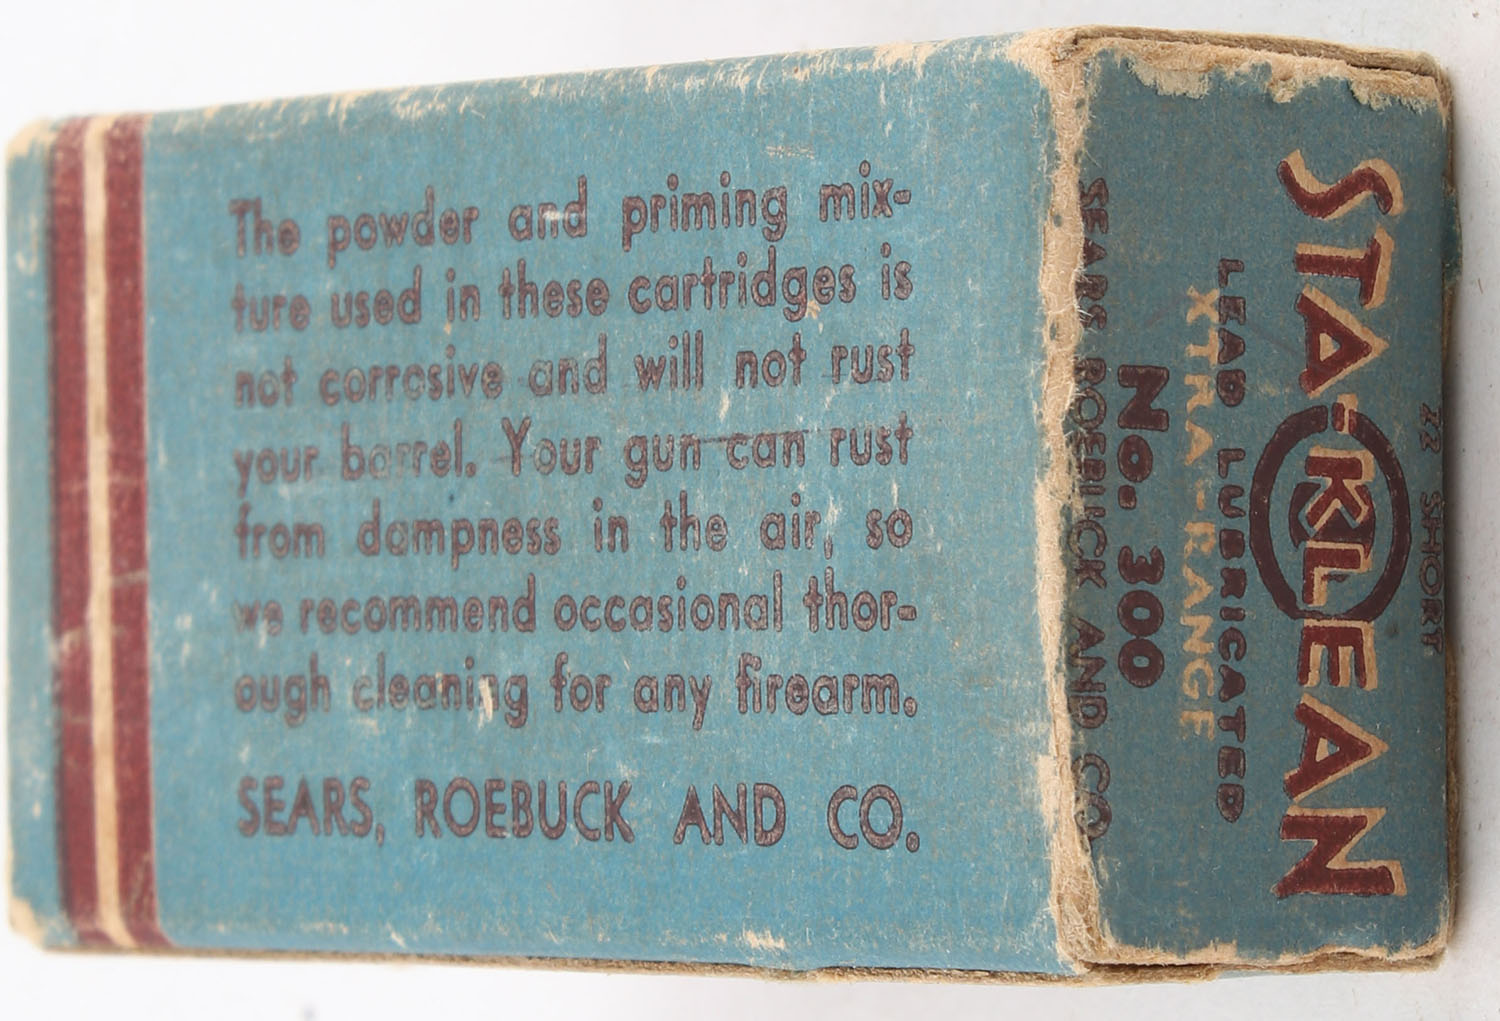 The powder and priming mix-
ture used in these cartridges is
not corrosive and will not rust
your barrel. Your gun can rust
from dampness in the air, so
we recommend occasional thor-
ough cleaning for any firearm.
SEARS, ROEBUCK AND CO.
22 SHORT
STA-KLEAN
LEAD LUBRICATED
XTRA-RANGE
No. 300
SEARS ROEBUCK AND CO.